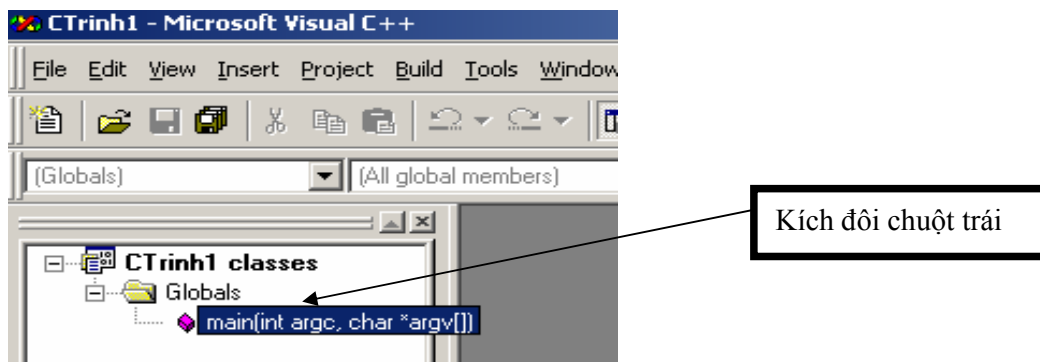 CTrinh1 - Microsoft Visual C++
File Edit View Insert Project Build Tools Window
(Globals) (All global members)
Kích đôi chuột trái
CTrinh1 classes
Globals
main(int argc, char *argv[])